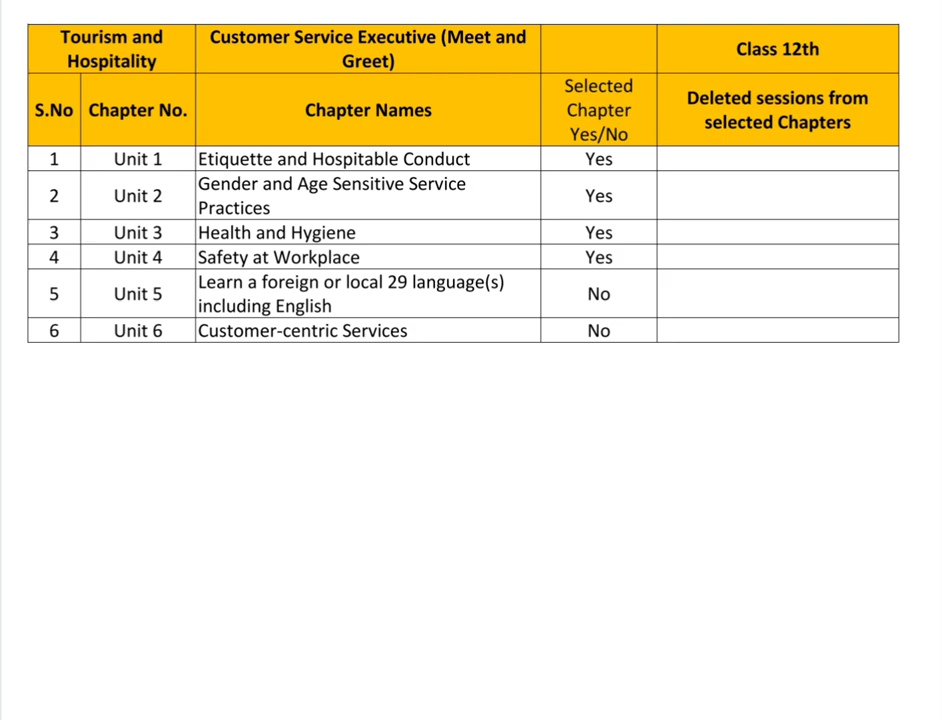 Tourism and Hospitality Customer Service Executive (Meet and Greet) Class 12th
S.No Chapter No. Chapter Names Selected Chapter Yes/No Deleted sessions from selected Chapters
1 Unit 1 Etiquette and Hospitable Conduct Yes
2 Unit 2 Gender and Age Sensitive Service Practices Yes
3 Unit 3 Health and Hygiene Yes
4 Unit 4 Safety at Workplace Yes
5 Unit 5 Learn a foreign or local 29 language(s) including English No
6 Unit 6 Customer-centric Services No